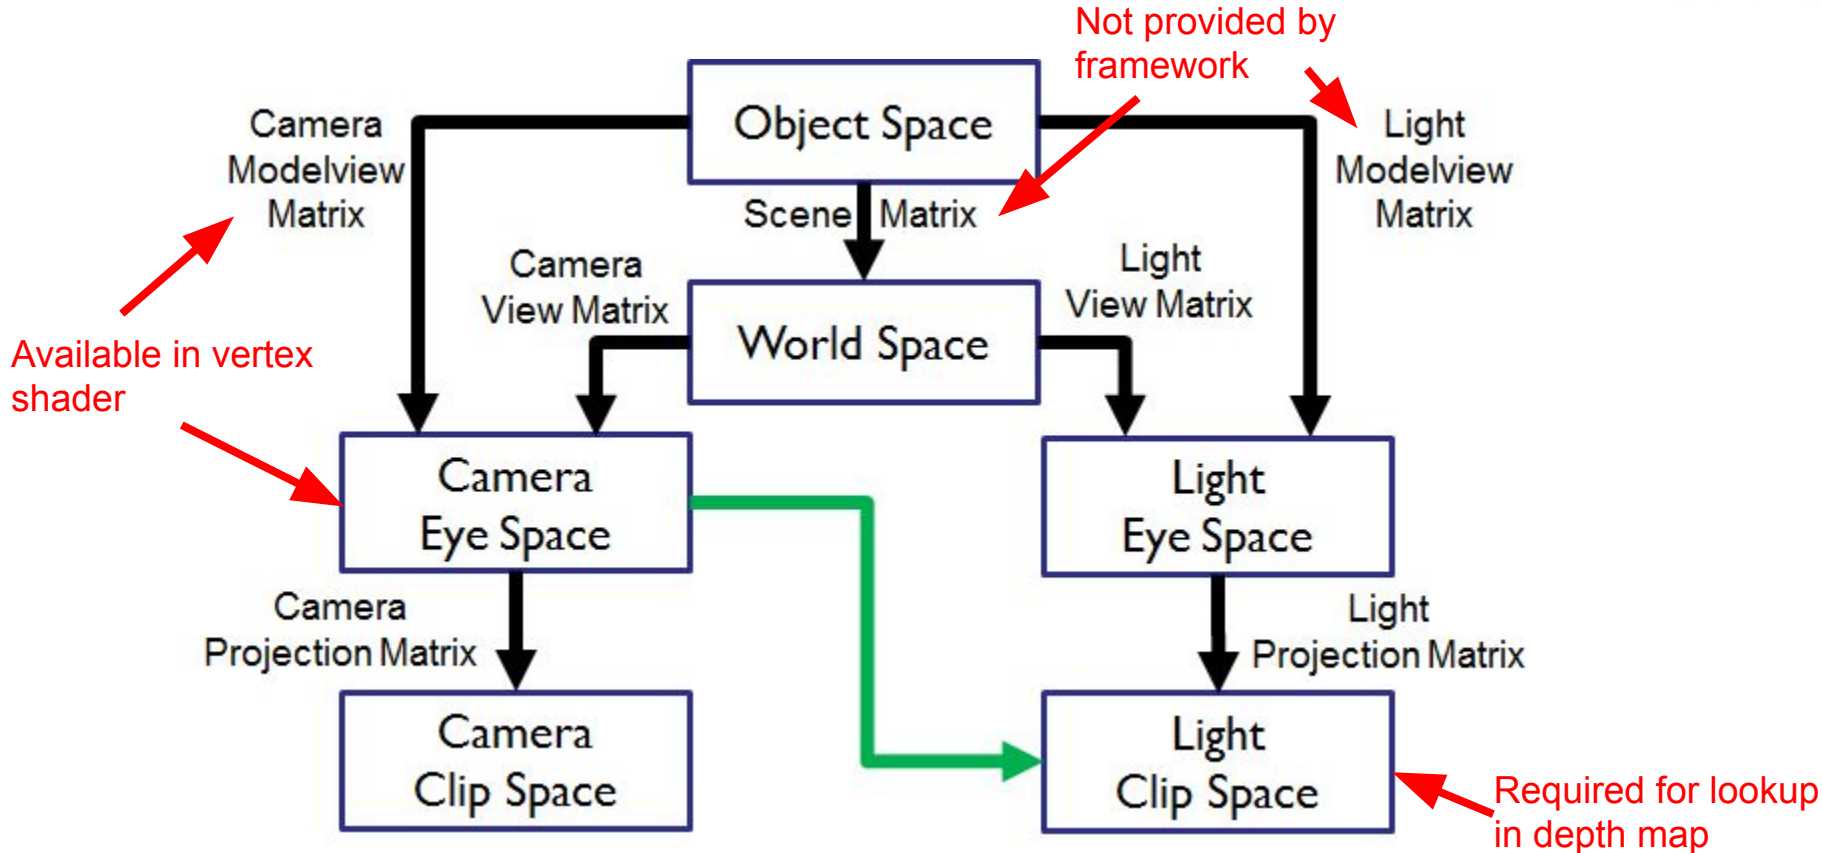 Not provided by
framework
Object Space
Camera
Modelview
Matrix
Light
Modelview
Matrix
Scene Matrix
Camera
View Matrix
Light
View Matrix
World Space
Available in vertex
shader
Camera
Eye Space
Light
Eye Space
Camera
Projection Matrix
Light
Projection Matrix
Camera
Clip Space
Light
Clip Space
Required for lookup
in depth map